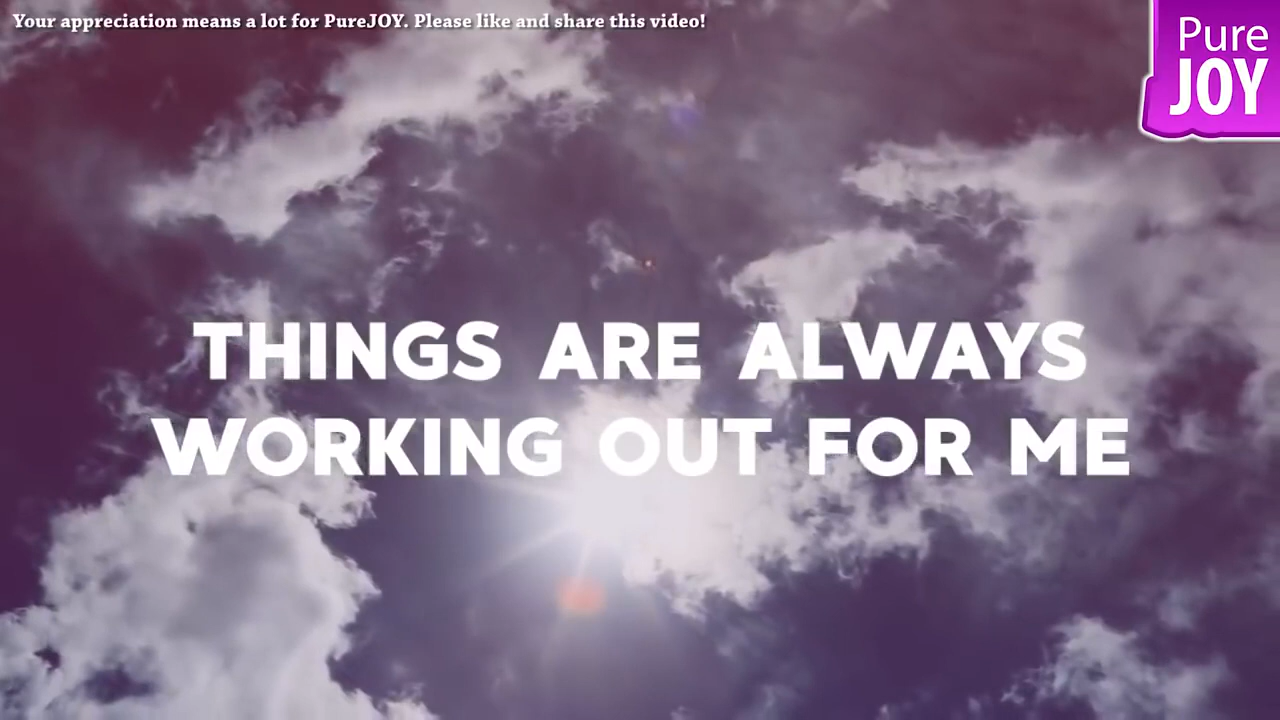 Your appreciation means a lot for PureJOY. Please like and share this video!
Pure
JOY
THINGS ARE ALWAYS
WORKING OUT FOR ME